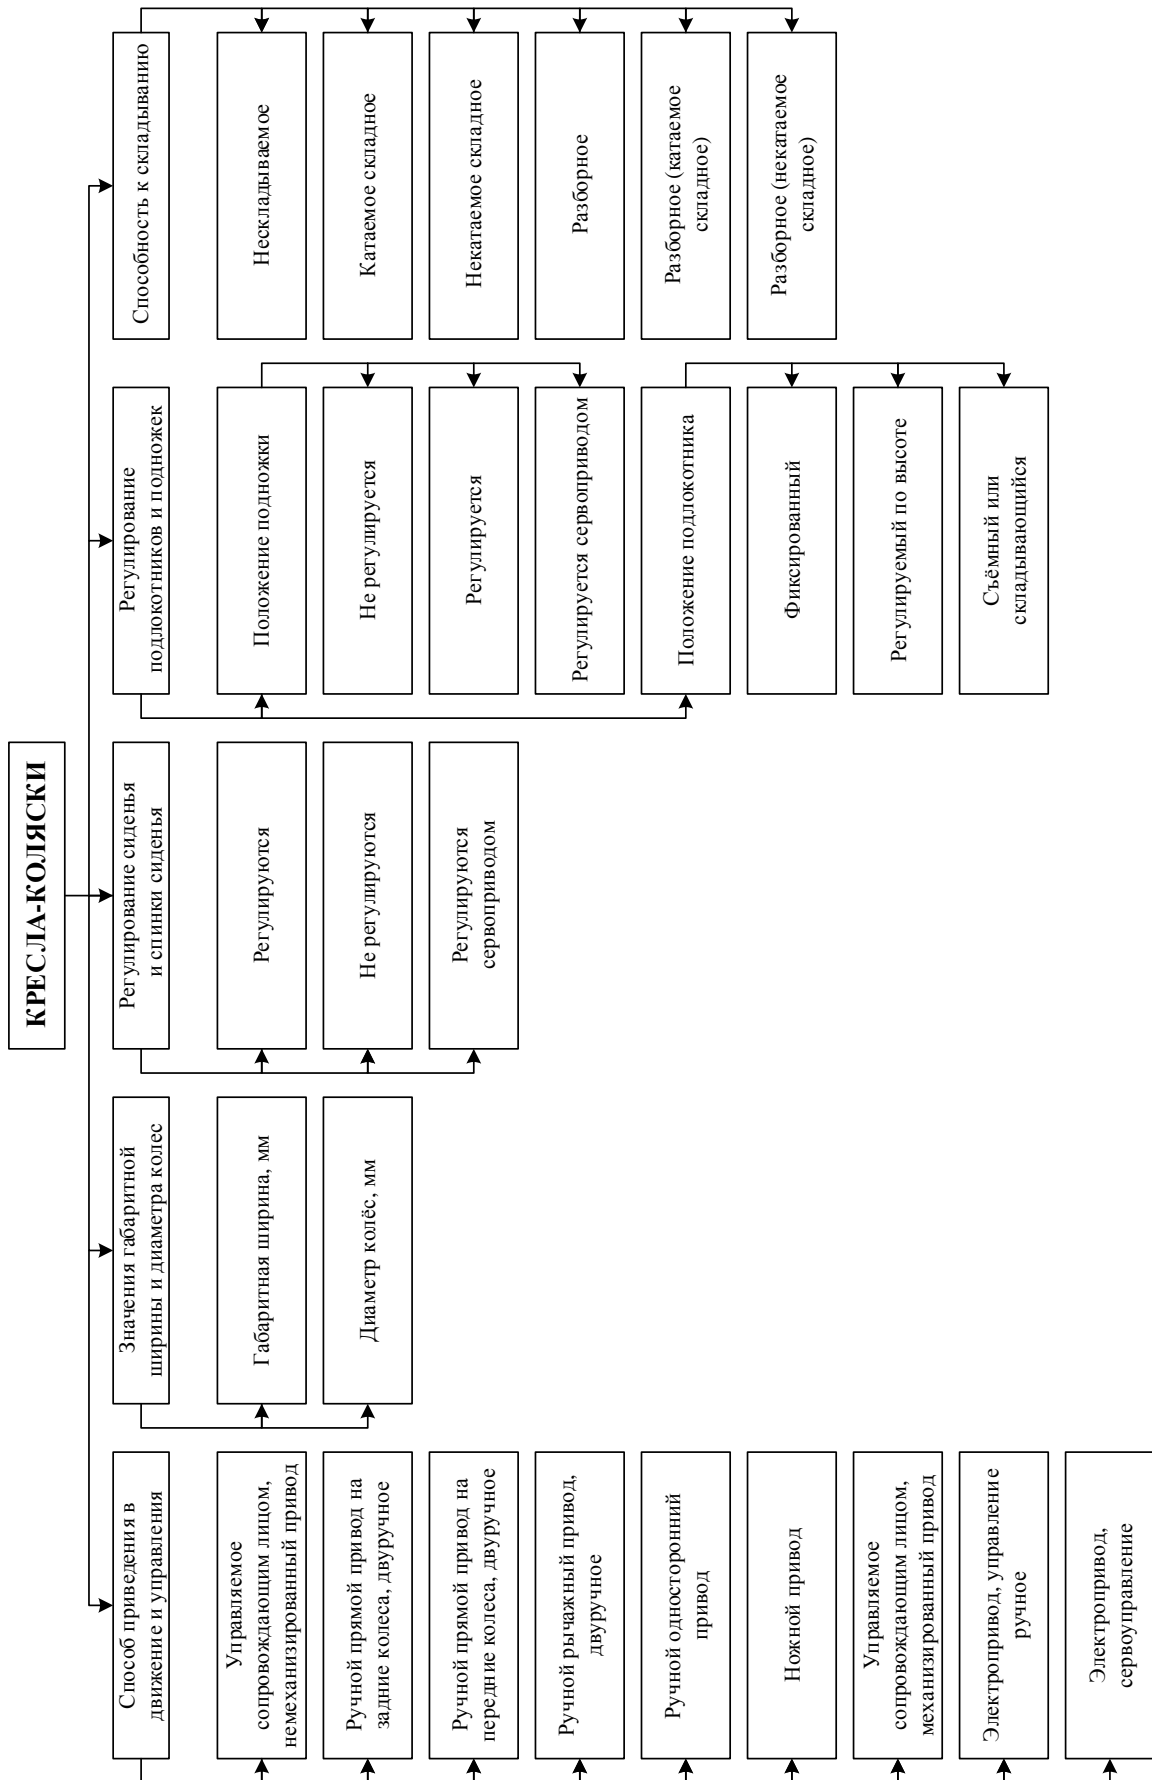 КРЕСЛА-КОЛЯСКИ
Способ приведения в
движение и управления
Управляемое
сопровождающим лицом,
немеханизированный привод
Ручной прямой привод на
задние колеса, двуручное
Ручной прямой привод на
передние колеса, двуручное
Ручной рычажный привод,
двуручное
Ручной односторонний
привод
Ножной привод
Управляемое
сопровождающим лицом,
механизированный привод
Электропривод, управление
ручное
Электропривод,
сервоуправление
Значения габаритной
ширины и диаметра колес
Габаритная ширина, мм
Диаметр колёс, мм
Регулирование сиденья
и спинки сиденья
Регулируются
Не регулируются
Регулируются
сервоприводом
Регулирование
подлокотников и подножек
Положение подножки
Не регулируется
Регулируется
Регулируется сервоприводом
Положение подлокотника
Фиксированный
Регулируемый по высоте
Съёмный или
складывающийся
Способность к складыванию
Нескладываемое
Катаемое складное
Некатаемое складное
Разборное
Разборное (катаемое
складное)
Разборное (некатаемое
складное)